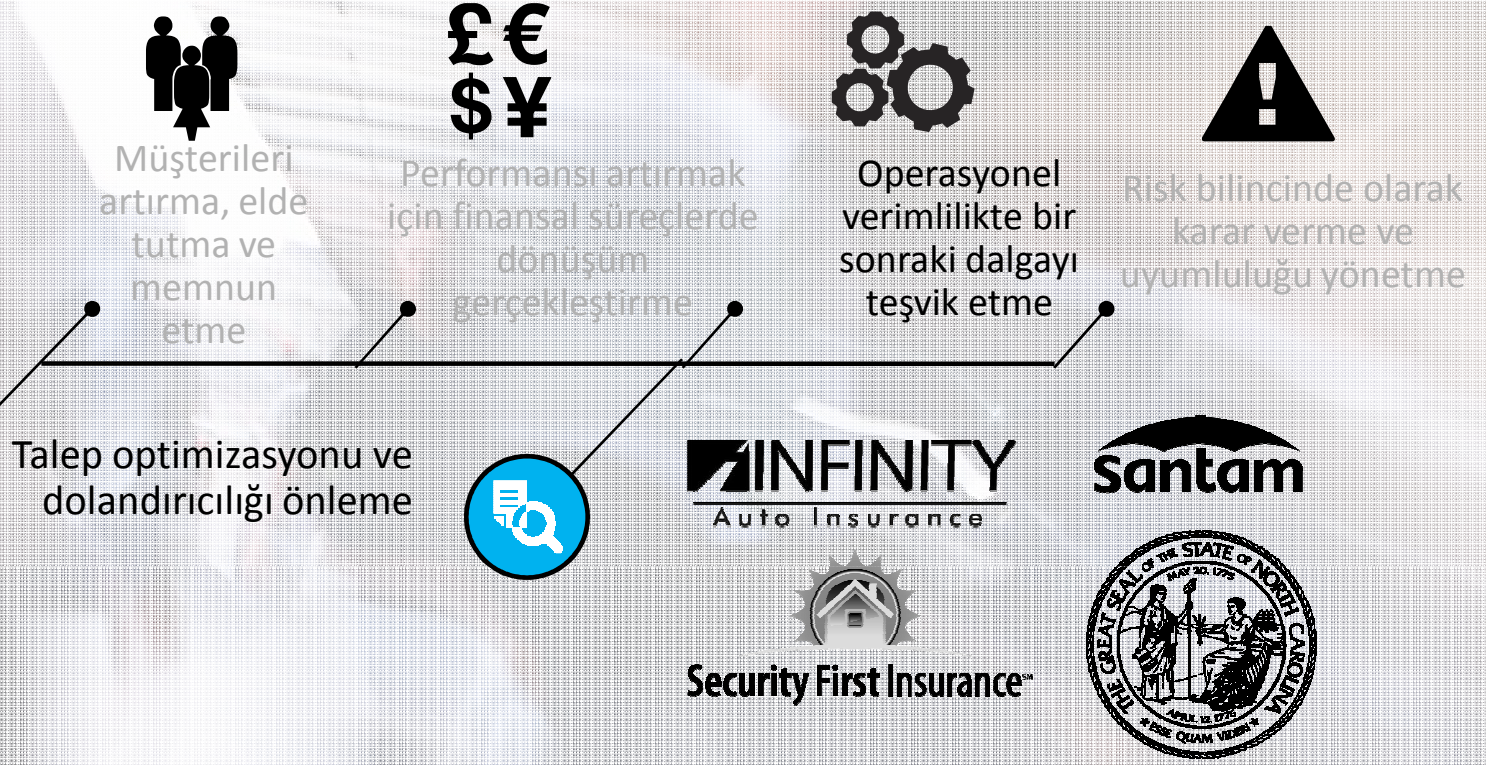 £ €
$ ¥
Müşterileri
artırma, elde
tutma ve
memnun
etme
Performansı artırmak
için finansal süreçlerde
dönüşüm
gerçekleştirme
Operasyonel
verimlilikte bir
sonraki dalgayı
teşvik etme
Risk bilincinde olarak
karar verme ve
uyumluluğu yönetme
Talep optimizasyonu ve
dolandırıcılığı önleme
INFINITY
Auto Insurance
santam
Security First Insurance℠
THE GREAT SEAL OF THE STATE OF NORTH CAROLINA
MAY 20, 1775
APRIL 12, 1776
* ESSE QUAM VIDERI *